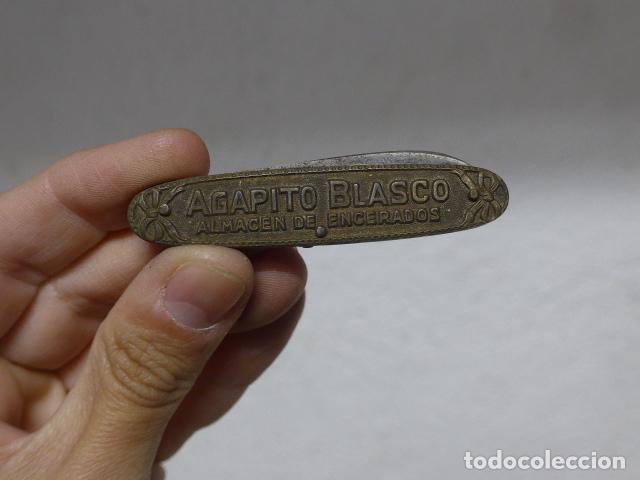 AGAPITO BLASCO
ALMACEN DE ENCERADOS
todocoleccion